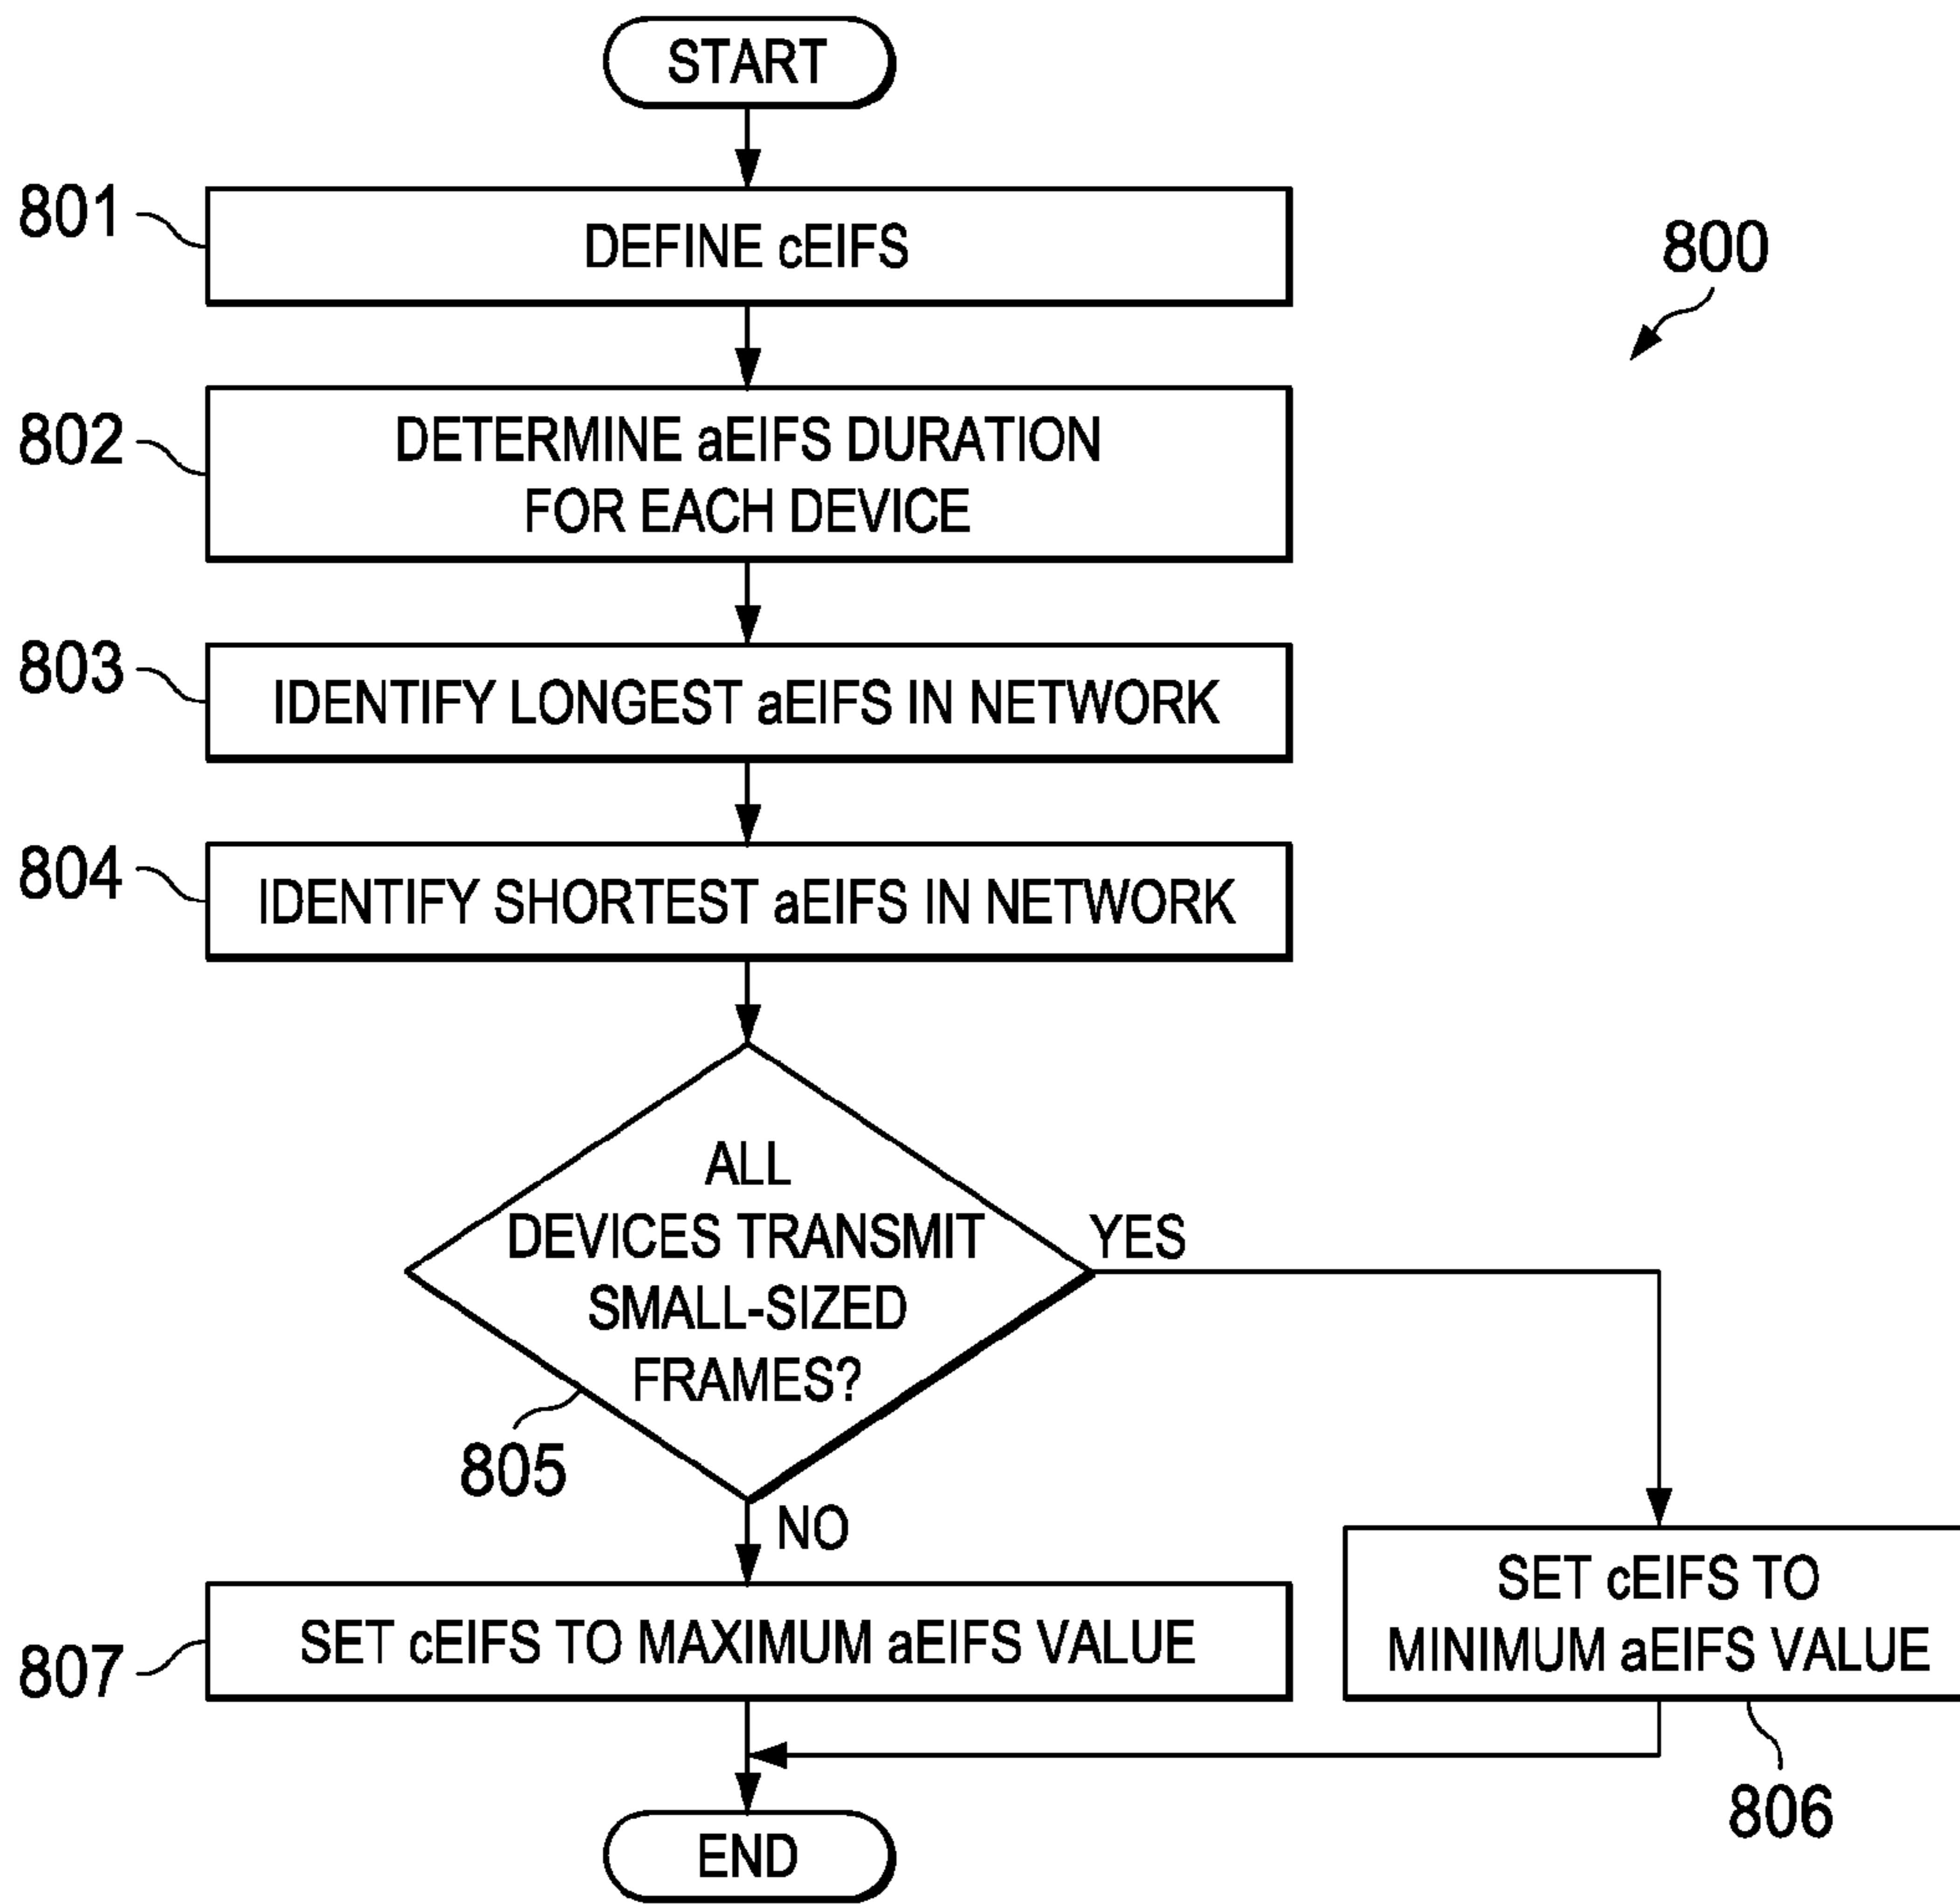 START
801
DEFINE cEIFS
800
802
DETERMINE aEIFS DURATION
FOR EACH DEVICE
803
IDENTIFY LONGEST aEIFS IN NETWORK
804
IDENTIFY SHORTEST aEIFS IN NETWORK
ALL
DEVICES TRANSMIT
SMALL-SIZED
FRAMES?
YES
805
NO
SET cEIFS TO
MINIMUM aEIFS VALUE
806
807
SET cEIFS TO MAXIMUM aEIFS VALUE
END